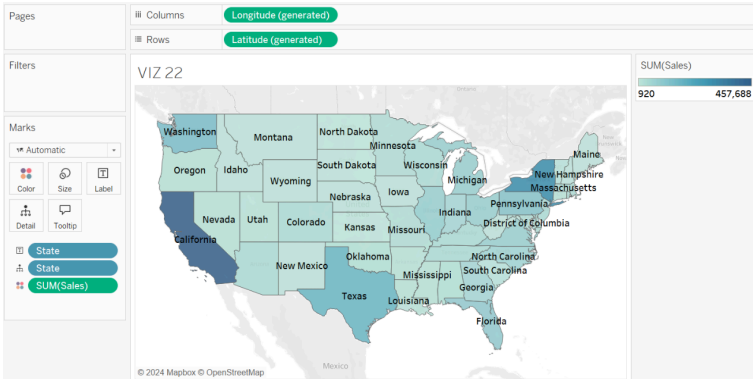 Pages
Columns
Longitude (generated)
Rows
Latitude (generated)
Filters
Marks
Automatic
Color
Size
Label
Detail
Tooltip
State
State
SUM(Sales)
VIZ 22
Ontario
Washington
Montana
North Dakota
Minnesota
Maine
Oregon
Idaho
South Dakota
Wisconsin
Michigan
New Hampshire
Wyoming
Massachusetts
Nebraska
Iowa
Pennsylvania
Nevada
Utah
Colorado
Kansas
Missouri
Indiana
District of Columbia
California
New Mexico
Oklahoma
Mississippi
North Carolina
South Carolina
Georgia
Texas
Louisiana
Florida
Mexico
© 2024 Mapbox © OpenStreetMap
SUM(Sales)
920 457,688